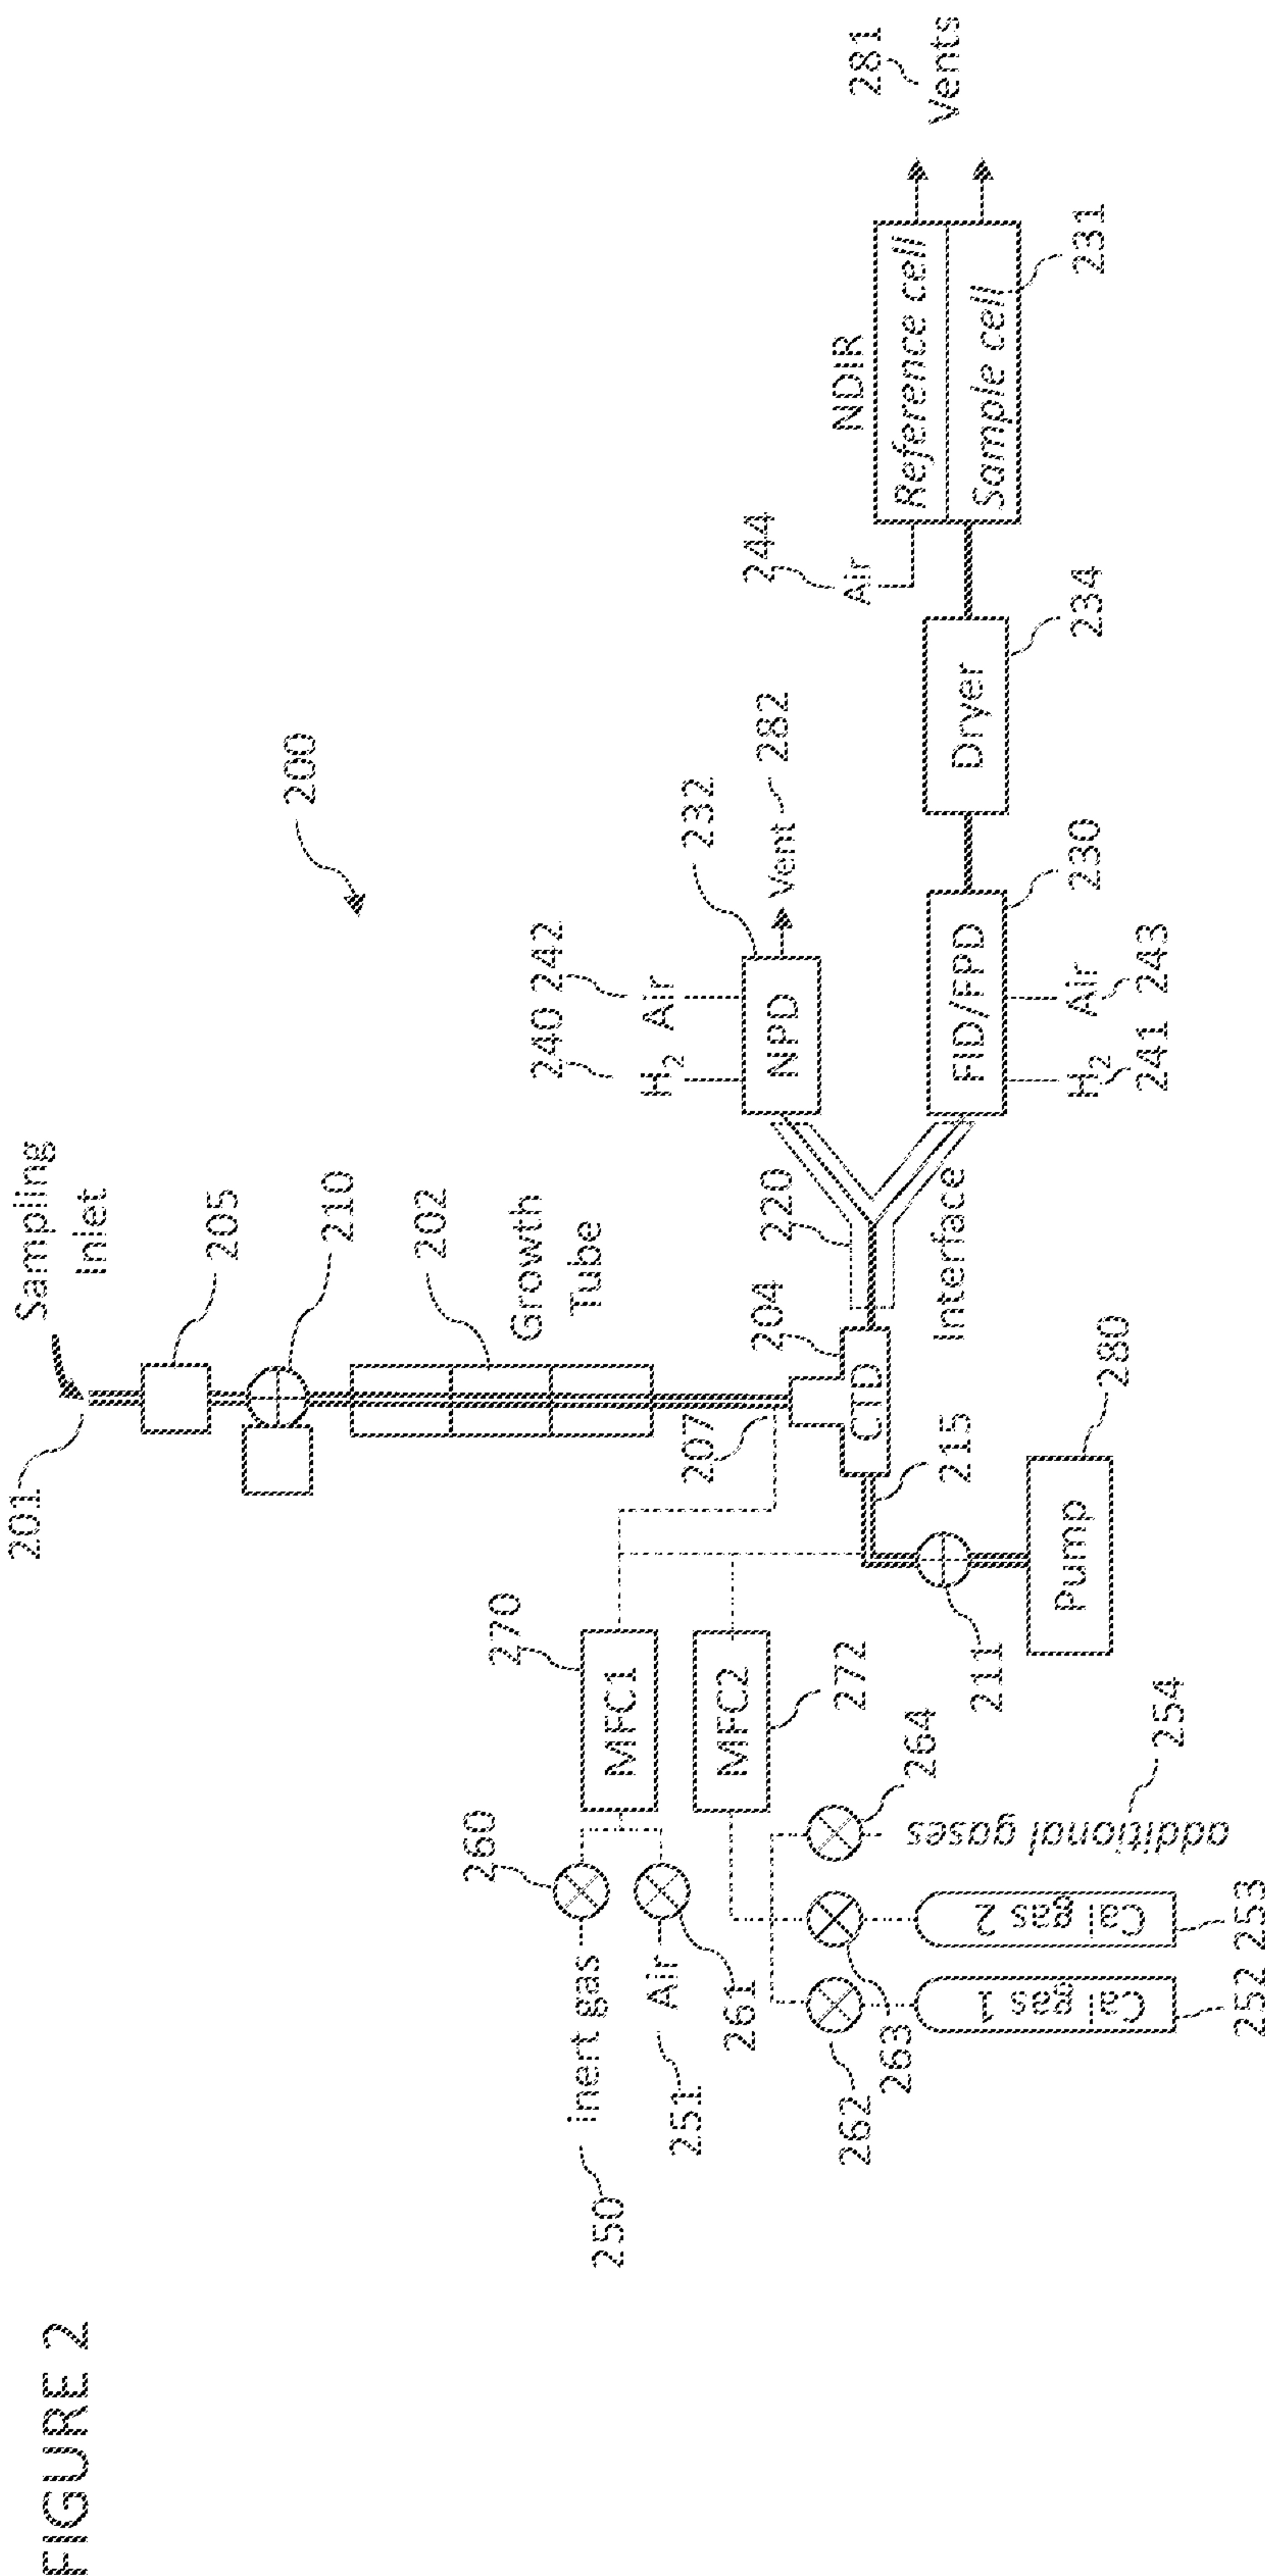 FIGURE 2
201
Sampling
Inlet
205
210
200
202
Growth
Tube
207
204
CTD
215
220
Interface
240
H2
242
Air
NPD
232
Vent
282
FID/FPD
230
H2
241
Air
243
Dryer
234
Air
244
NDIR
Reference cell
Sample cell
231
281
Vents
250
inert gas
260
270
MFC1
251
Air
261
MFC2
272
262
263
264
211
Pump
280
Cal gas 1
252
Cal gas 2
253
additional gases
254